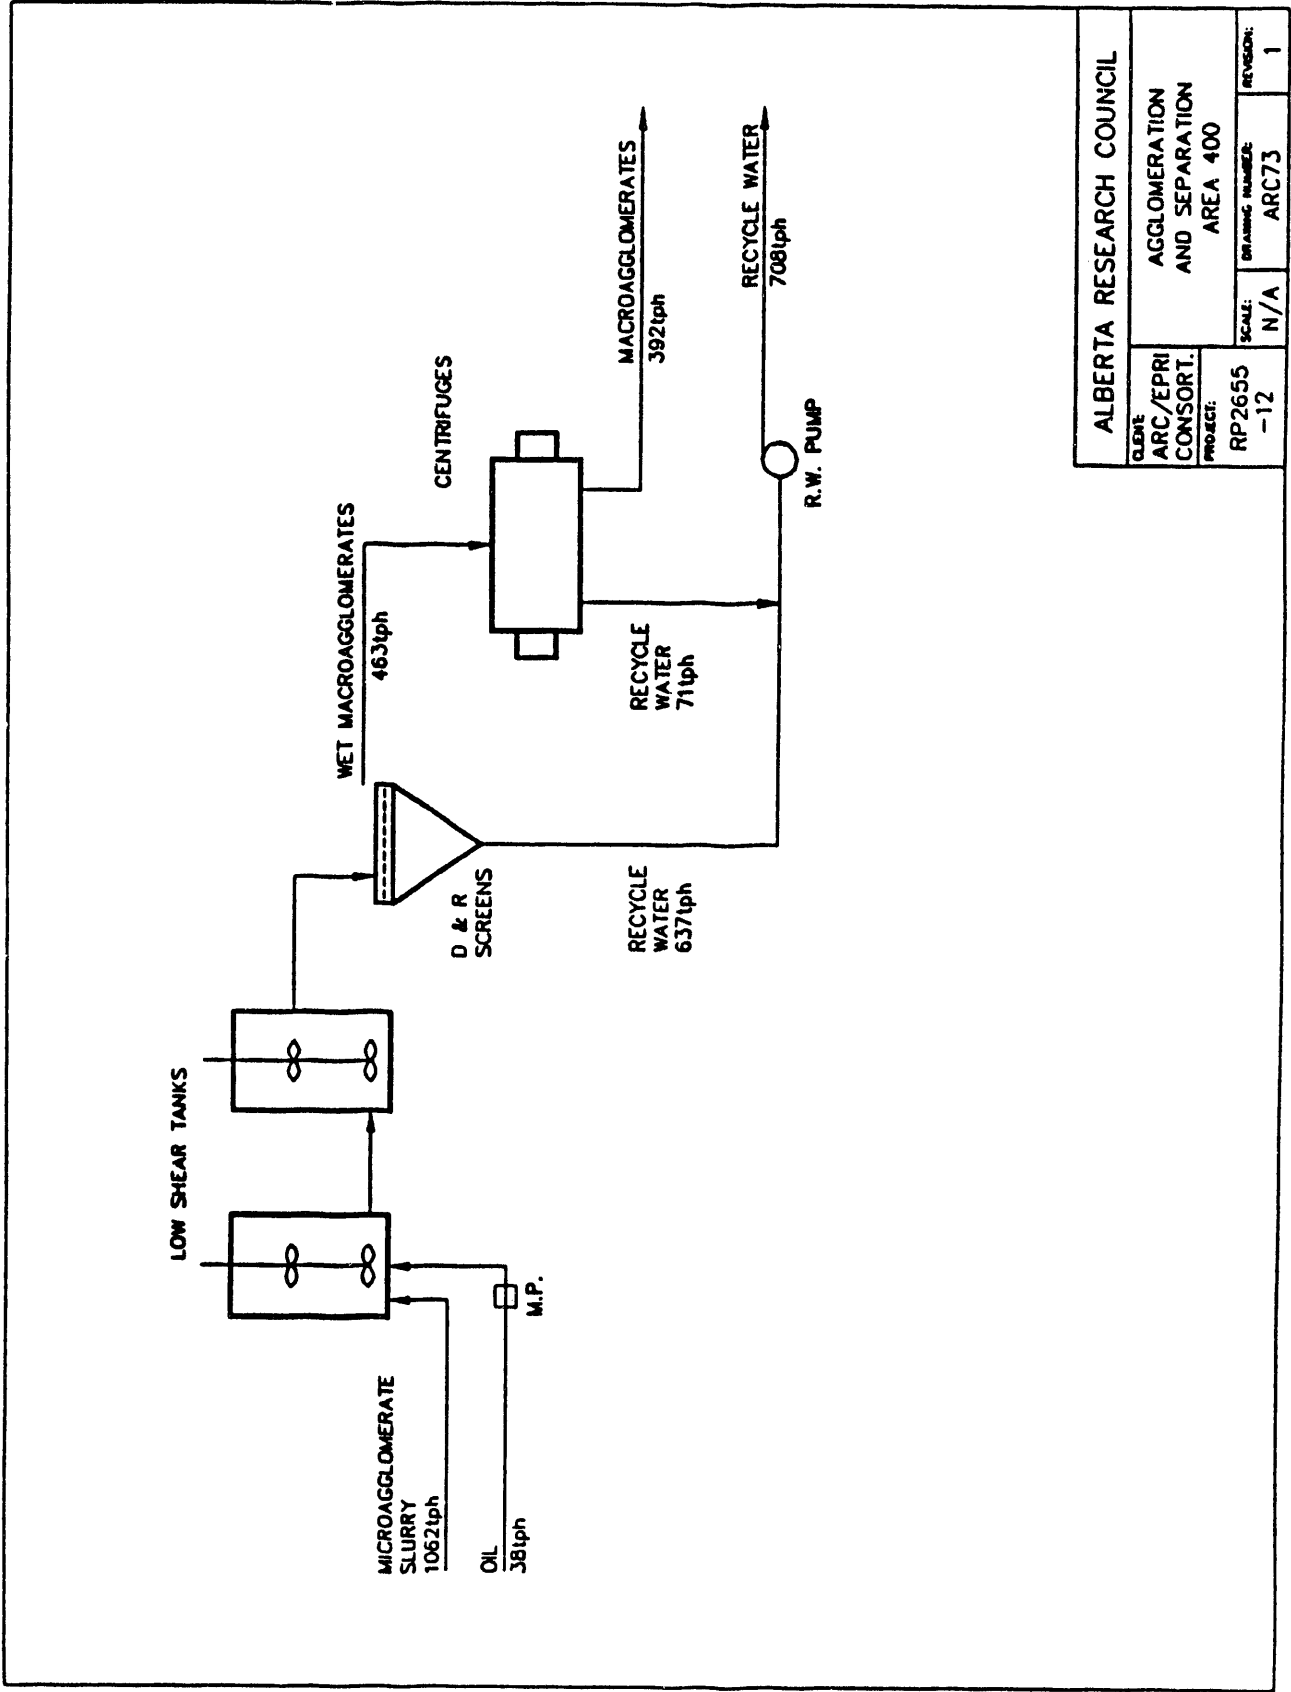 LOW SHEAR TANKS
MICROAGGLOMERATE
SLURRY
1062tph
OIL
38tph
M.P.
D & R
SCREENS
WET MACROAGGLOMERATES
463tph
CENTRIFUGES
RECYCLE
WATER
637tph
RECYCLE
WATER
71tph
MACROAGGLOMERATES
392tph
RECYCLE WATER
708tph
R.W. PUMP
ALBERTA RESEARCH COUNCIL
CLIENT:
ARC/EPRI
CONSORT.
PROJECT:
RP2655
-12
AGGLOMERATION
AND SEPARATION
AREA 400
SCALE:
N/A
DRAWING NUMBER:
ARC73
REVISION:
1